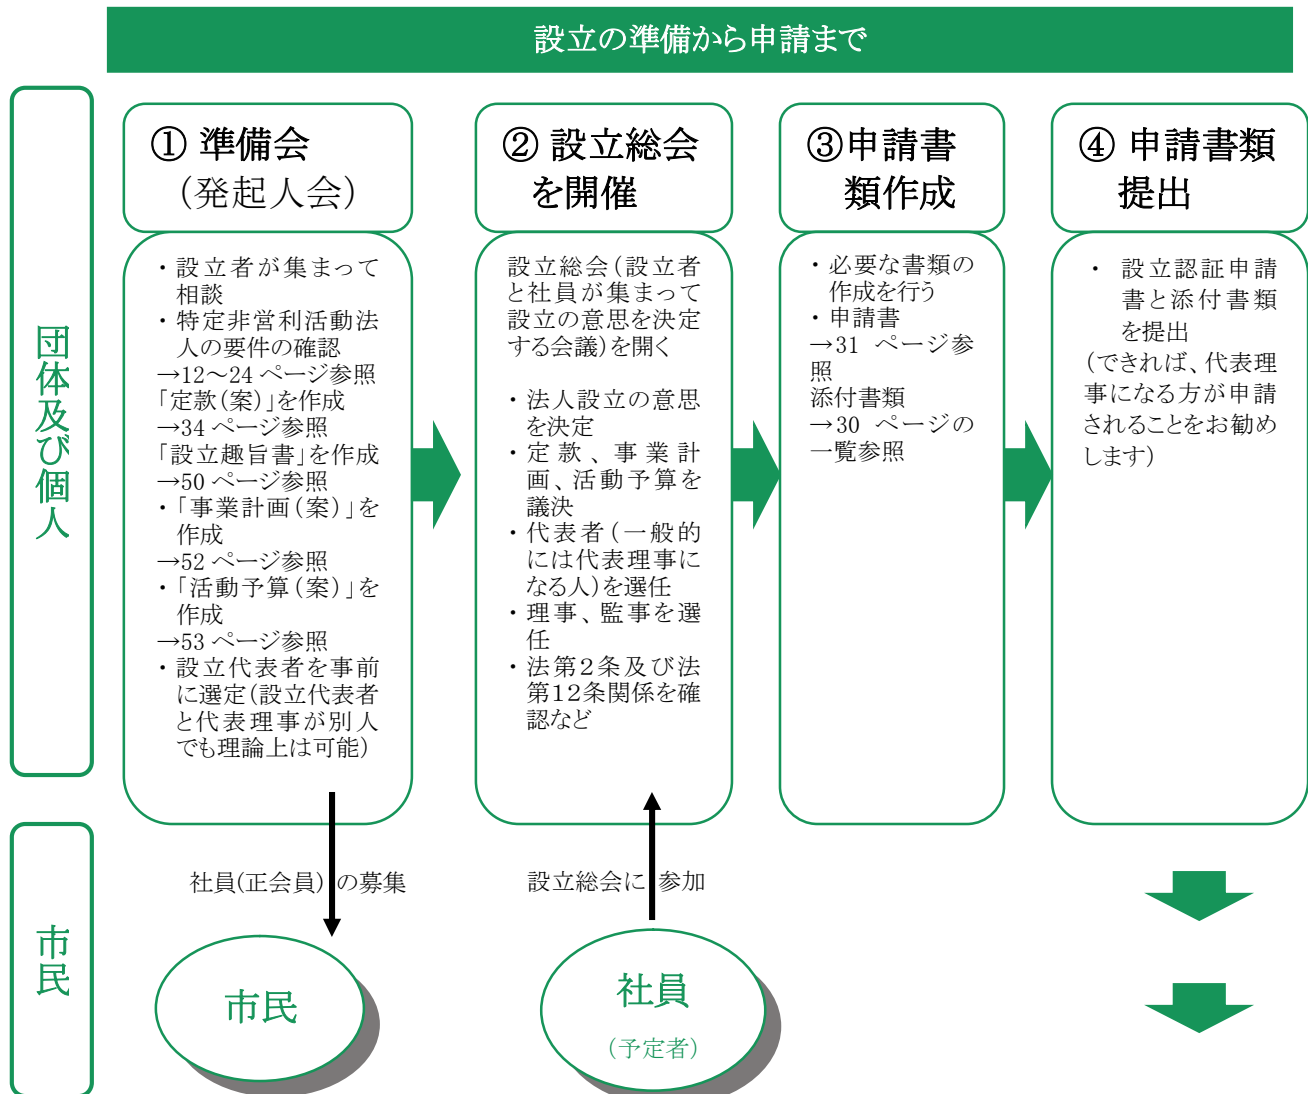 設立の準備から申請まで
団体及び個人
① 準備会
（発起人会）
・設立者が集まって
相談
・特定非営利活動法
人の要件の確認
→12～24 ページ参照
「定款（案）」を作成
→34 ページ参照
「設立趣旨書」を作成
→50 ページ参照
・「事業計画（案）」を
作成
→52 ページ参照
・「活動予算（案）」を
作成
→53 ページ参照
・設立代表者を事前
に選定（設立代表者
と代表理事が別人
でも理論上は可能）
② 設立総会
を開催
設立総会（設立者
と社員が集まって
設立の意思を決定
する会議）を開く
・法人設立の意思
を決定
・定款、事業計
画、活動予算を
議決
・代表者（一般的
には代表理事に
なる人）を選任
・理事、監事を選
任
・法第２条及び法
第１２条関係を確
認など
③申請書
類作成
・必要な書類の
作成を行う
・申請書
→31 ページ参
照
添付書類
→30 ページの
一覧参照
④ 申請書類
提出
・ 設立認証申請
書と添付書類
を提出
（できれば、代表理
事になる方が申請
されることをお勧め
します）
市民
社員(正会員) の募集
市民
設立総会に 参加
社員
（予定者）